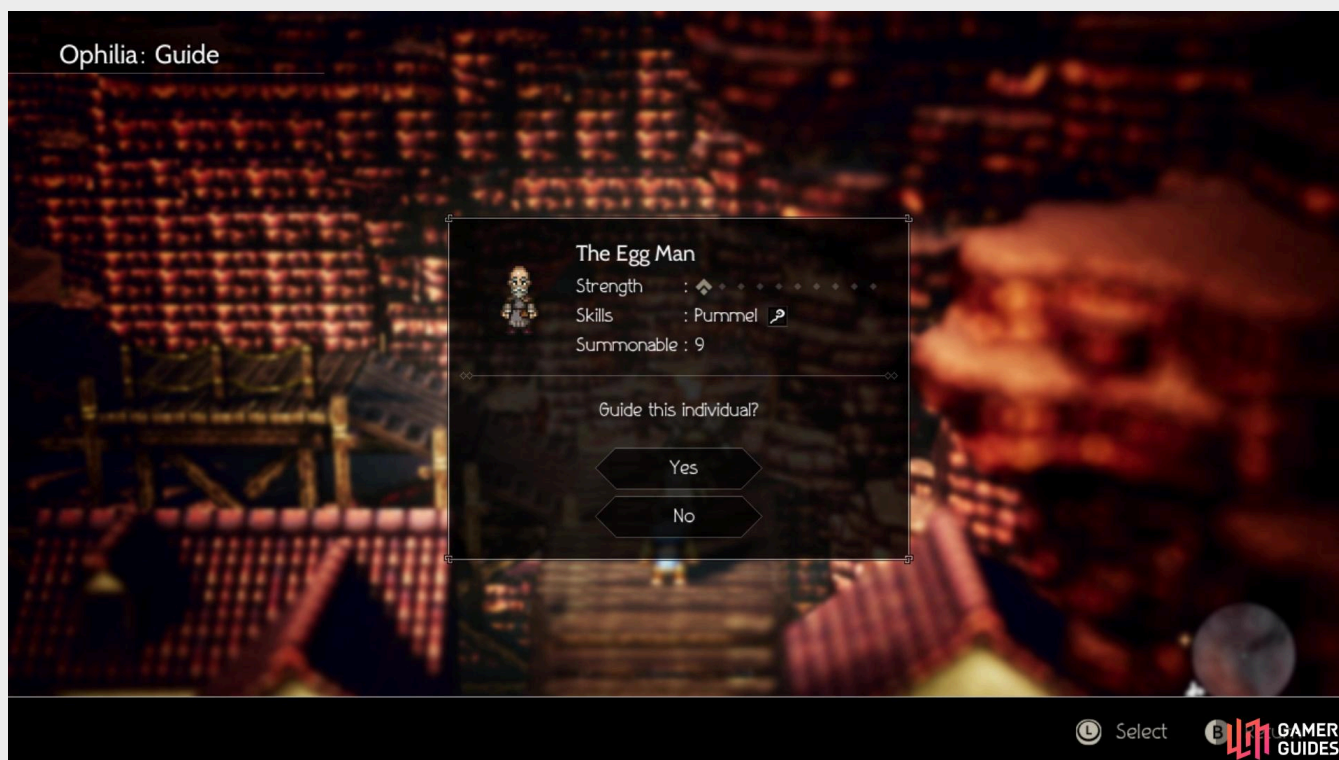 Ophilia: Guide
The Egg Man
Strength :
Skills : Pummel
Summonable : 9
Guide this individual?
Yes
No
L Select B
GAMER
GUIDES